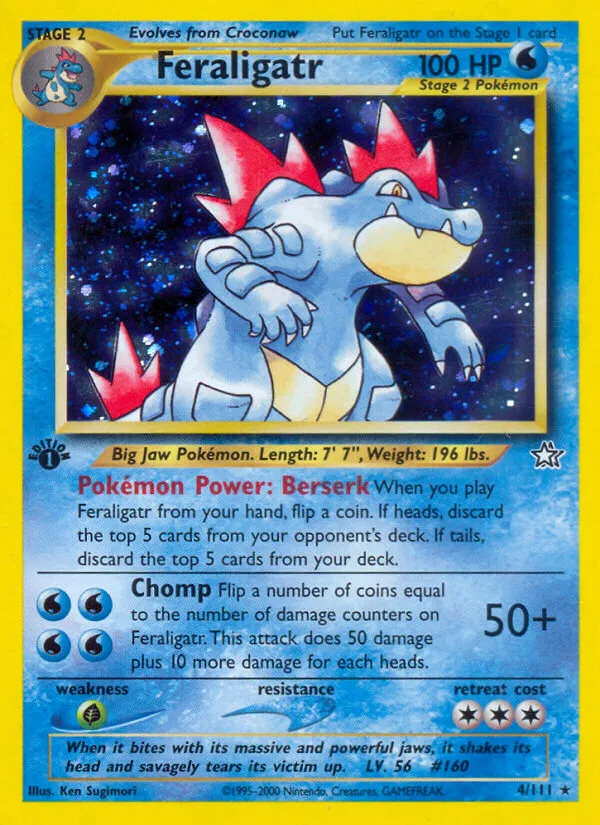 STAGE 2
Evolves from Croconaw
Put Feraligatr on the Stage 1 card
Feraligatr
100 HP
Stage 2 Pokémon
EDITION
1
Big Jaw Pokémon. Length: 7' 7", Weight: 196 lbs.
Pokémon Power: Berserk When you play
Feraligatr from your hand, flip a coin. If heads, discard
the top 5 cards from your opponent's deck. If tails,
discard the top 5 cards from your deck.
Chomp Flip a number of coins equal
to the number of damage counters on
Feraligatr. This attack does 50 damage
plus 10 more damage for each heads.
50+
weakness
resistance
retreat cost
When it bites with its massive and powerful jaws, it shakes its
head and savagely tears its victim up. LV. 56 #160
Illus. Ken Sugimori
©1995-2000 Nintendo, Creatures, GAMEFREAK.
4/111 ★